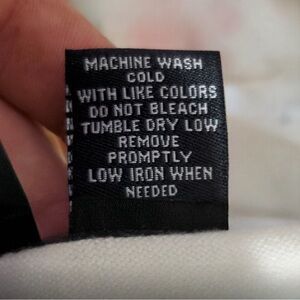 MACHINE WASH
COLD
WITH LIKE COLORS
DO NOT BLEACH
TUMBLE DRY LOW
REMOVE
PROMPTLY
LOW IRON WHEN
NEEDED